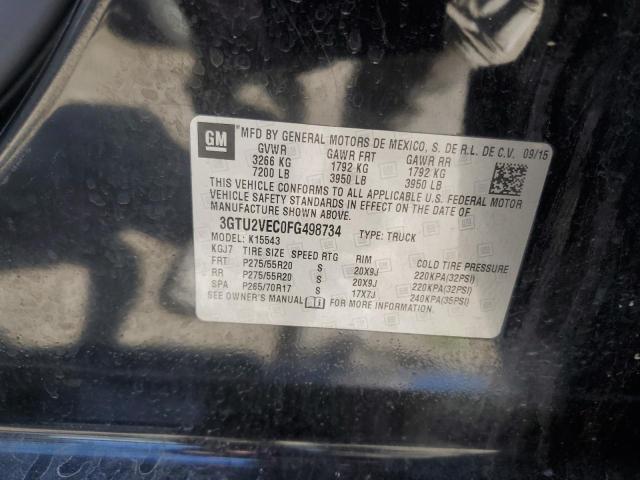 GM MFD BY GENERAL MOTORS DE MEXICO, S. DE R.L. DE C.V. 09/15
GVWR GAWR FRT GAWR RR
3266 KG 1792 KG 1792 KG
7200 LB 3950 LB 3950 LB
THIS VEHICLE CONFORMS TO ALL APPLICABLE U.S. FEDERAL MOTOR
VEHICLE SAFETY STANDARDS IN EFFECT ON THE DATE OF
MANUFACTURE SHOWN ABOVE.
3GTU2VEC0FG498734 TYPE: TRUCK
MODEL: K15543
KGJ7 TIRE SIZE SPEED RTG RIM COLD TIRE PRESSURE
FRT P275/55R20 S 20X9J 220KPA(32PSI)
RR P275/55R20 S 20X9J 220KPA(32PSI)
SPA P265/70R17 S 17X7J 240KPA(35PSI)
SEE OWNER'S MANUAL FOR MORE INFORMATION.